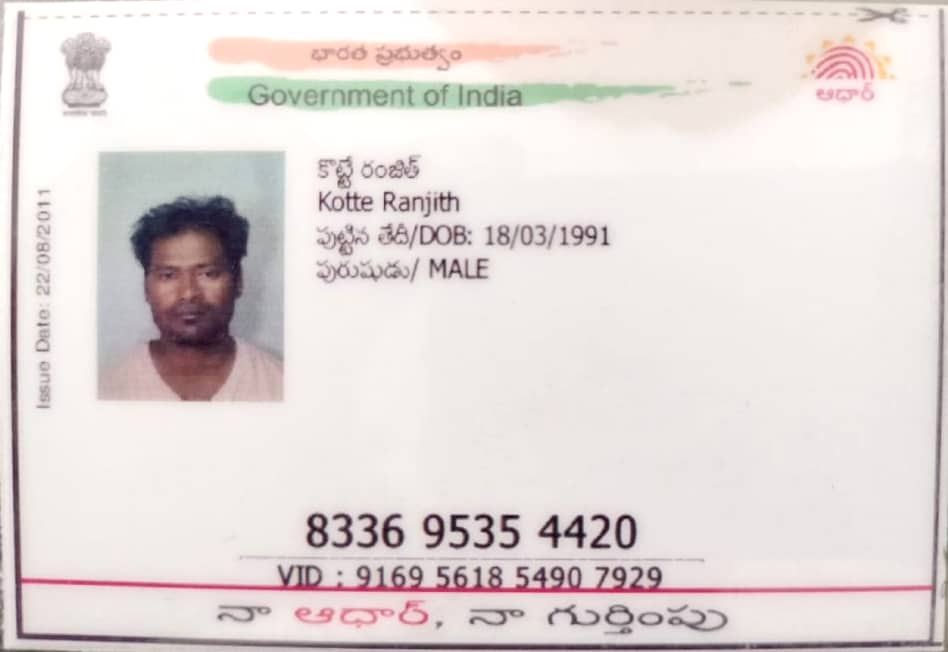 భారత ప్రభుత్వం
Government of India
ఆధార్
Issue Date: 22/08/2011
కొట్టే రంజిత్
Kotte Ranjith
పుట్టిన తేదీ/DOB: 18/03/1991
పురుషుడు/ MALE
8336 9535 4420
VID : 9169 5618 5490 7929
నా ఆధార్, నా గుర్తింపు